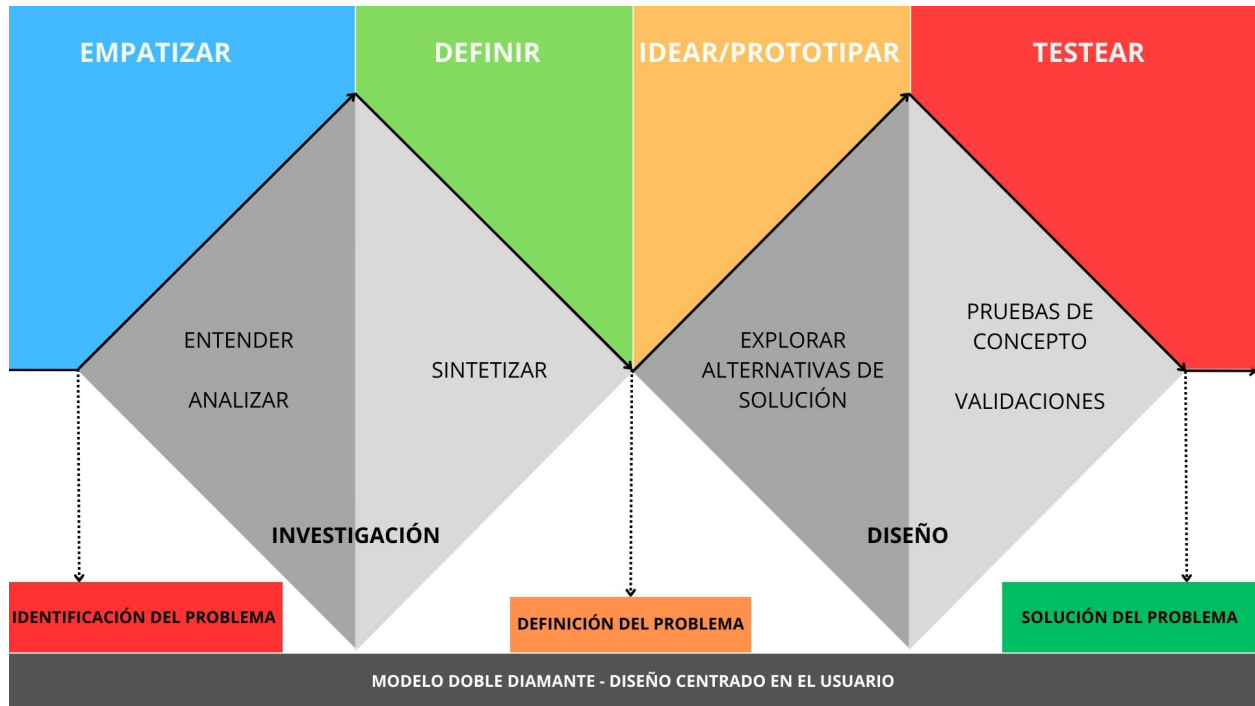 EMPATIZAR
DEFINIR
IDEAR/PROTOTIPAR
TESTEAR
ENTENDER
ANALIZAR
SINTETIZAR
EXPLORAR
ALTERNATIVAS DE
SOLUCIÓN
PRUEBAS DE
CONCEPTO
VALIDACIONES
INVESTIGACIÓN
DISEÑO
IDENTIFICACIÓN DEL PROBLEMA
DEFINICIÓN DEL PROBLEMA
SOLUCIÓN DEL PROBLEMA
MODELO DOBLE DIAMANTE - DISEÑO CENTRADO EN EL USUARIO